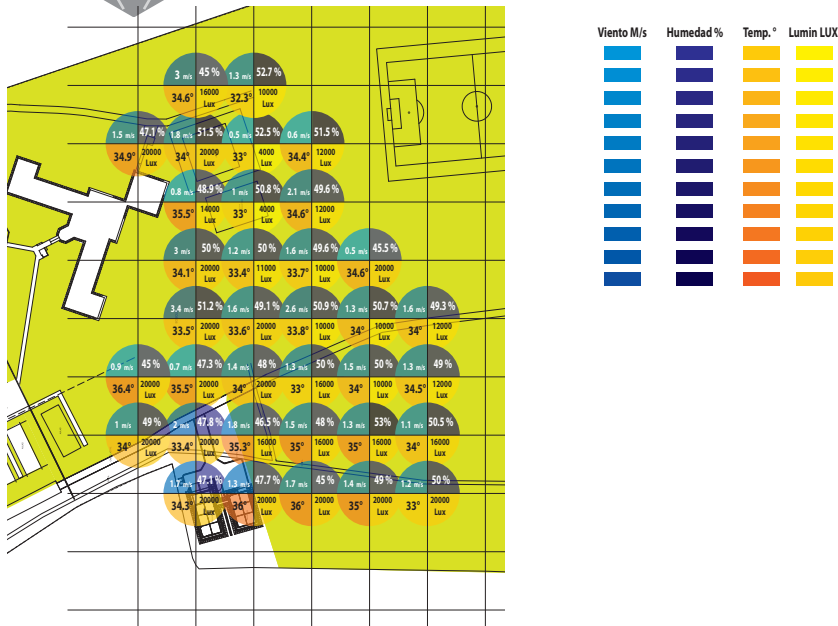 Viento M/s Humedad % Temp. ° Lumin LUX
3 m/s 45 % 1.3 m/s 52.7 %
34.6° 16000 Lux 32.3° 10000 Lux
1.5 m/s 47.1 % 1.8 m/s 51.5 % 0.5 m/s 52.5 % 0.6 m/s 51.5 %
34.9° 20000 Lux 34° 20000 Lux 33° 4000 Lux 34.4° 12000 Lux
0.8 m/s 48.9 % 1 m/s 50.8 % 2.1 m/s 49.6 %
35.5° 14000 Lux 33° 4000 Lux 34.6° 12000 Lux
3 m/s 50 % 1.2 m/s 50 % 1.6 m/s 49.6 % 0.5 m/s 45.5 %
34.1° 20000 Lux 33.4° 11000 Lux 33.7° 10000 Lux 34.6° 20000 Lux
3.4 m/s 51.2 % 1.6 m/s 49.1 % 2.6 m/s 50.9 % 1.3 m/s 50.7 % 1.6 m/s 49.3 %
33.5° 20000 Lux 33.6° 20000 Lux 33.8° 10000 Lux 34° 10000 Lux 34° 12000 Lux
0.9 m/s 45 % 0.7 m/s 47.3 % 1.4 m/s 48 % 1.3 m/s 50 % 1.5 m/s 50 % 1.3 m/s 49 %
36.4° 20000 Lux 35.5° 20000 Lux 34° 20000 Lux 33° 16000 Lux 34° 10000 Lux 34.5° 12000 Lux
1 m/s 49 % 2 m/s 47.8 % 1.8 m/s 46.5 % 1.5 m/s 48 % 1.3 m/s 53% 1.1 m/s 50.5 %
34° 20000 Lux 33.4° 20000 Lux 35.3° 16000 Lux 35° 16000 Lux 35° 16000 Lux 34° 16000 Lux
1.7 m/s 47.1 % 1.3 m/s 47.7 % 1.7 m/s 45 % 1.4 m/s 49 % 1.2 m/s 50 %
34.3° 20000 Lux 36° 20000 Lux 36° 20000 Lux 35° 20000 Lux 33° 20000 Lux